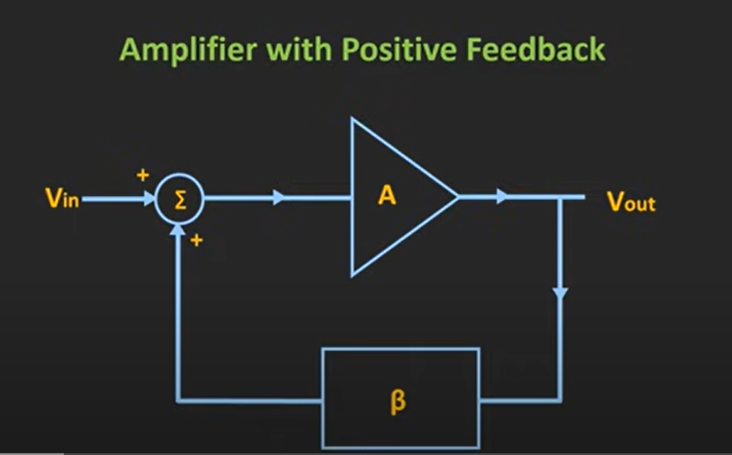 Amplifier with Positive Feedback
+
Vin
Σ
A
Vout
+
β